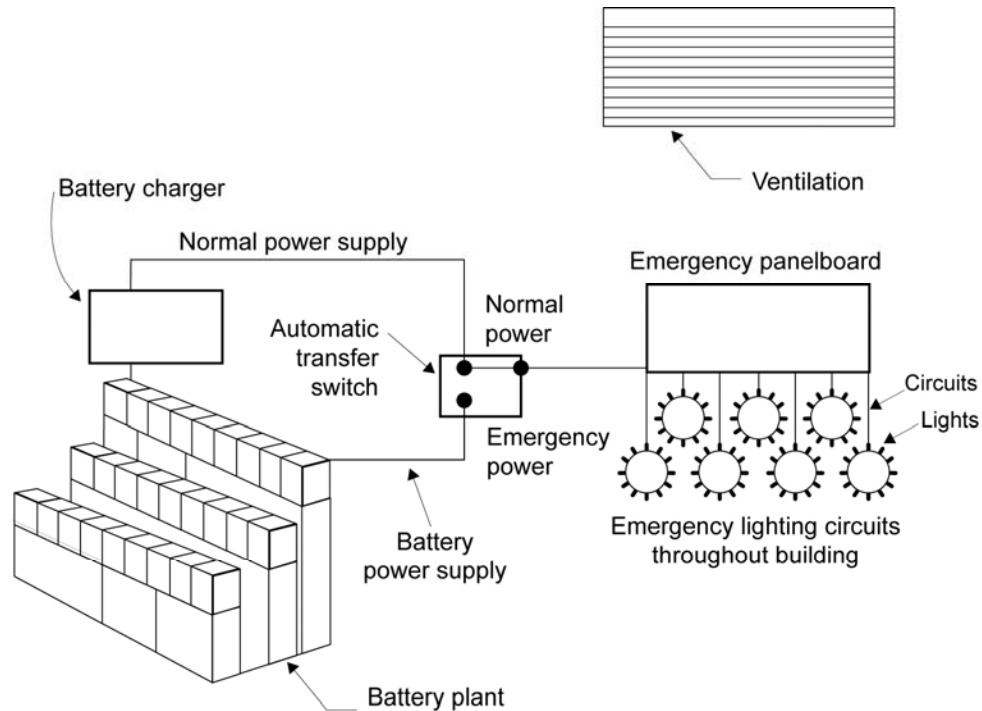 Ventilation
Battery charger
Normal power supply
Emergency panelboard
Normal
power
Automatic
transfer
switch
Circuits
Lights
Emergency
power
Emergency lighting circuits
throughout building
Battery
power supply
Battery plant